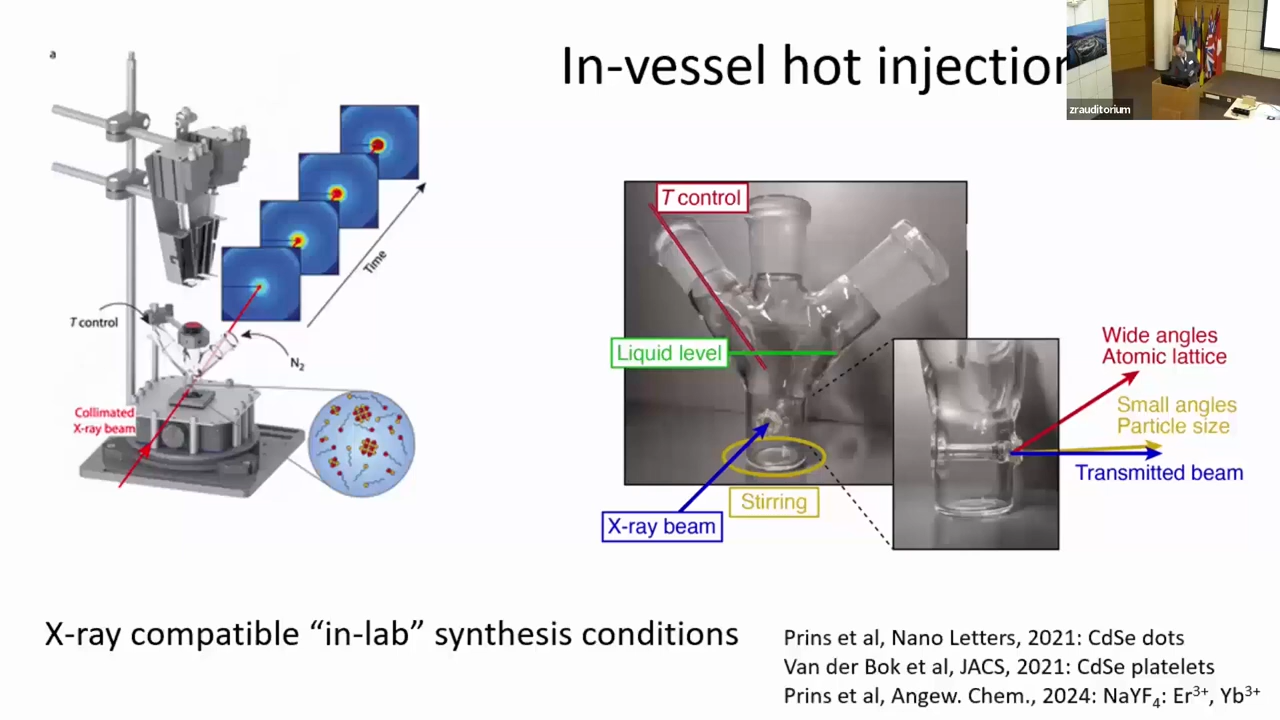 a
In-vessel hot injection
zrauditorium
T control
N2
Time
Collimated
X-ray beam
T control
Liquid level
Stirring
X-ray beam
Wide angles
Atomic lattice
Small angles
Particle size
Transmitted beam
X-ray compatible “in-lab” synthesis conditions
Prins et al, Nano Letters, 2021: CdSe dots
Van der Bok et al, JACS, 2021: CdSe platelets
Prins et al, Angew. Chem., 2024: NaYF₄: Er³⁺, Yb³⁺